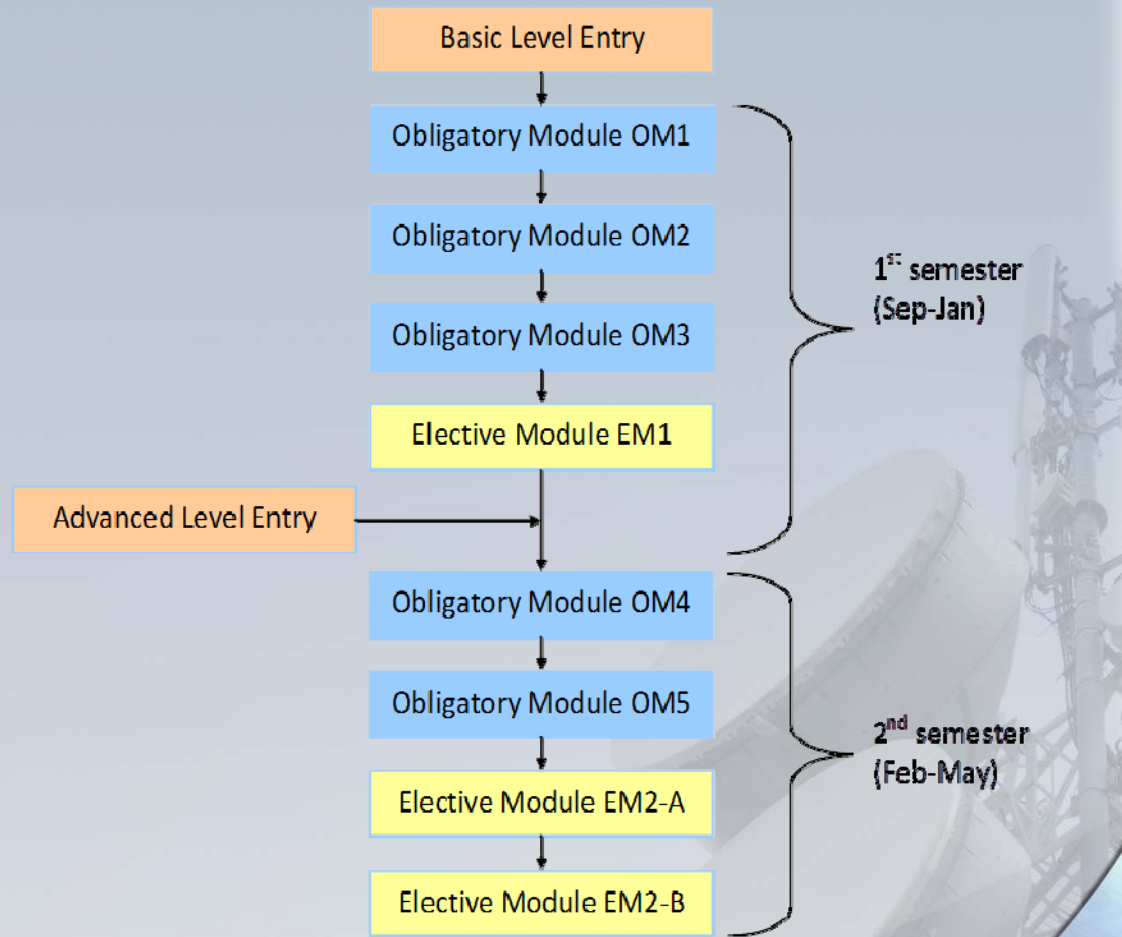 Basic Level Entry
Obligatory Module OM1
Obligatory Module OM2
Obligatory Module OM3
Elective Module EM1
1st semester
(Sep-Jan)
Advanced Level Entry
Obligatory Module OM4
Obligatory Module OM5
Elective Module EM2-A
Elective Module EM2-B
2nd semester
(Feb-May)